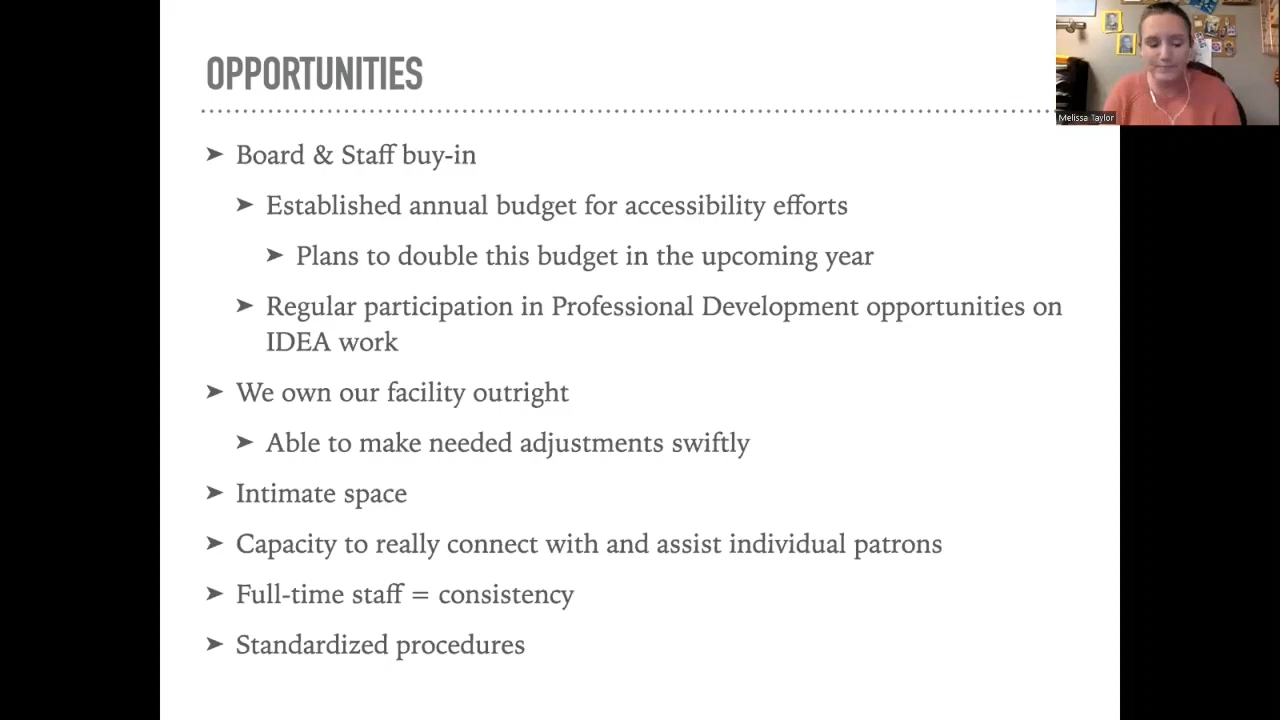 OPPORTUNITIES
➤ Board & Staff buy-in
➤ Established annual budget for accessibility efforts
➤ Plans to double this budget in the upcoming year
➤ Regular participation in Professional Development opportunities on
IDEA work
➤ We own our facility outright
➤ Able to make needed adjustments swiftly
➤ Intimate space
➤ Capacity to really connect with and assist individual patrons
➤ Full-time staff = consistency
➤ Standardized procedures
Melissa Taylor